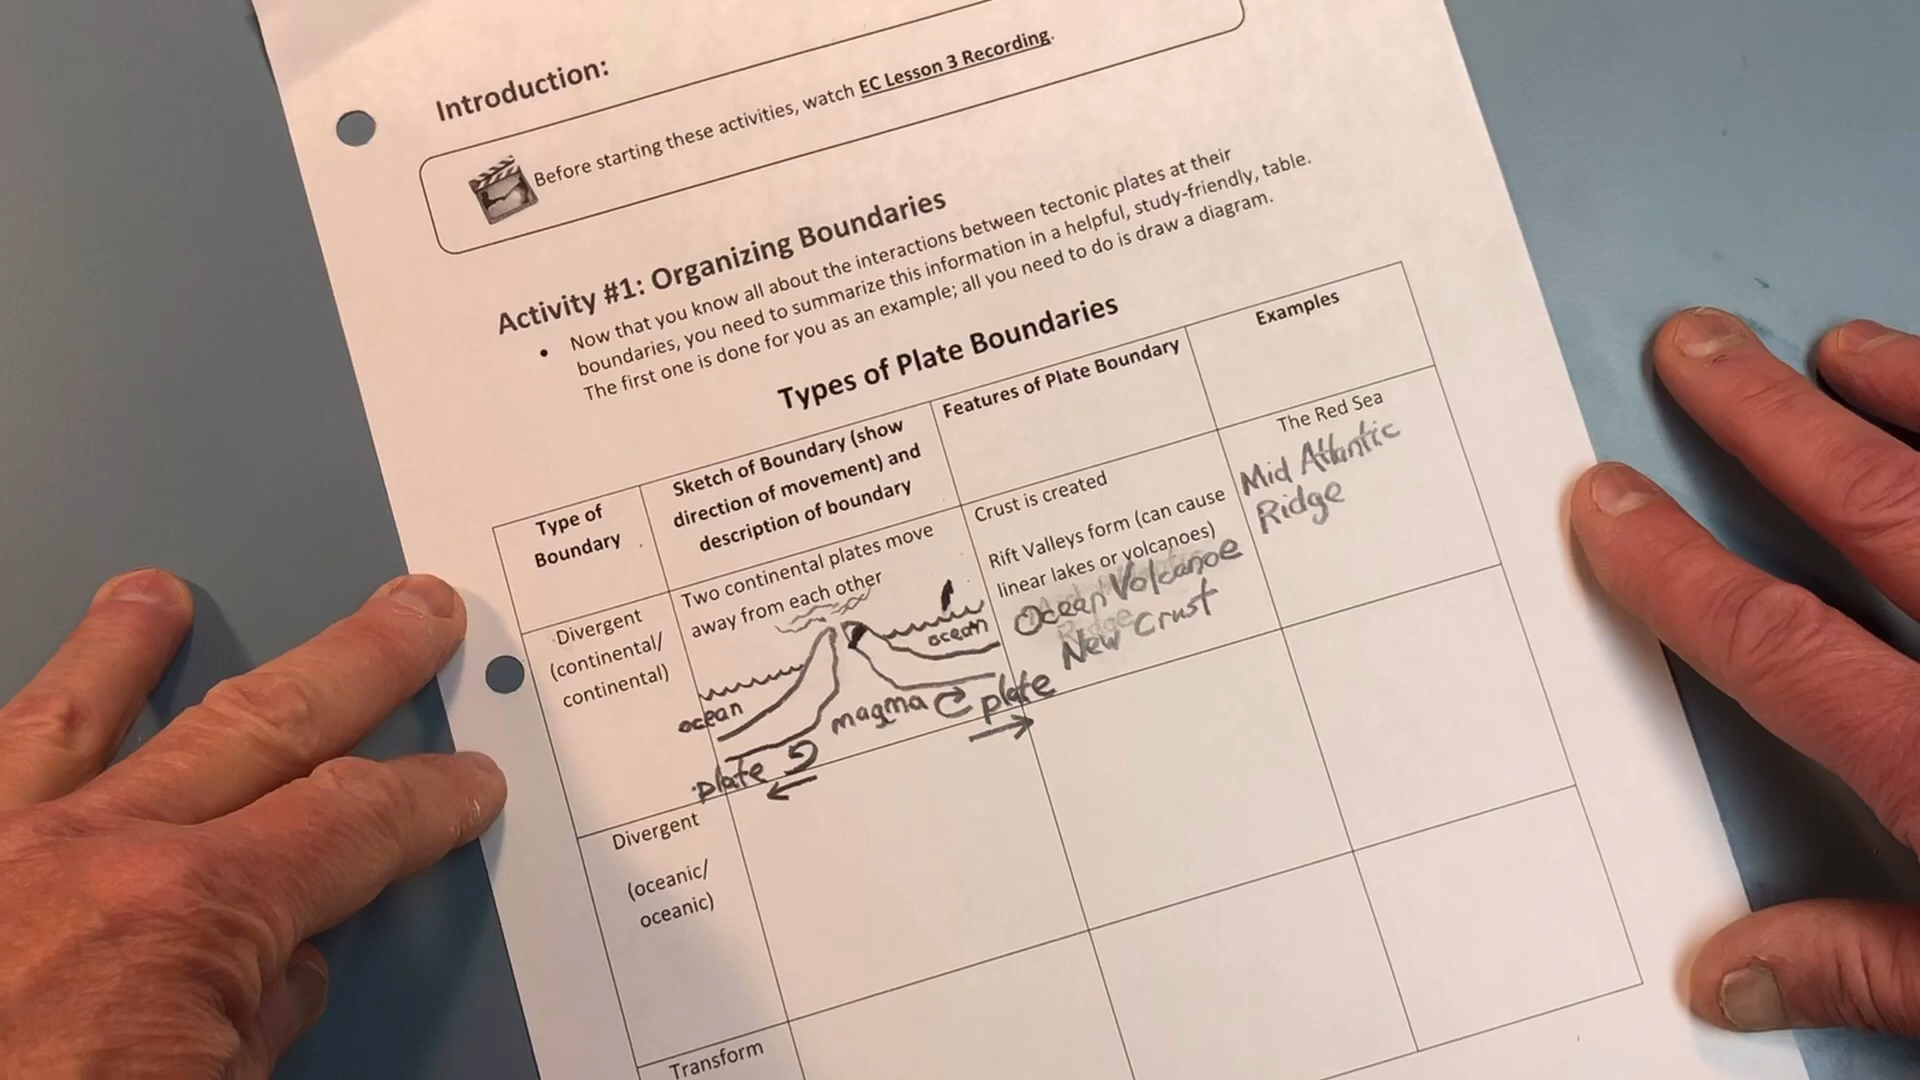 Introduction:
Before starting these activities, watch EC Lesson 3 Recording.
Activity #1: Organizing Boundaries
• Now that you know all about the interactions between tectonic plates at their
boundaries, you need to summarize this information in a helpful, study-friendly, table.
The first one is done for you as an example; all you need to do is draw a diagram.
Types of Plate Boundaries
Type of
Boundary
Sketch of Boundary (show
direction of movement) and
description of boundary
Features of Plate Boundary
Examples
Divergent
(continental/
continental)
Two continental plates move
away from each other
ocean
ocean
magma
plate
plate
Crust is created
Rift Valleys form (can cause
linear lakes or volcanoes)
Ocean Volcanoe
Ridge
New Crust
The Red Sea
Mid Atlantic
Ridge
Divergent
(oceanic/
oceanic)
Transform